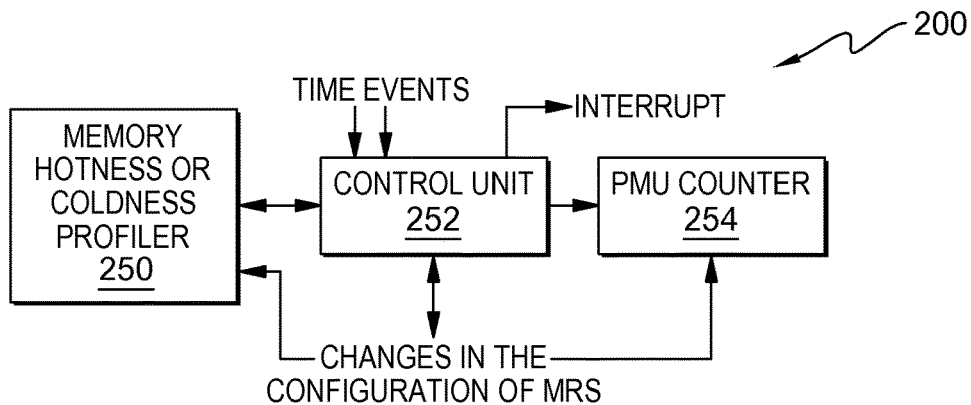 200
TIME EVENTS
INTERRUPT
MEMORY
HOTNESS OR
COLDNESS
PROFILER
250
CONTROL UNIT
252
PMU COUNTER
254
CHANGES IN THE
CONFIGURATION OF MRS